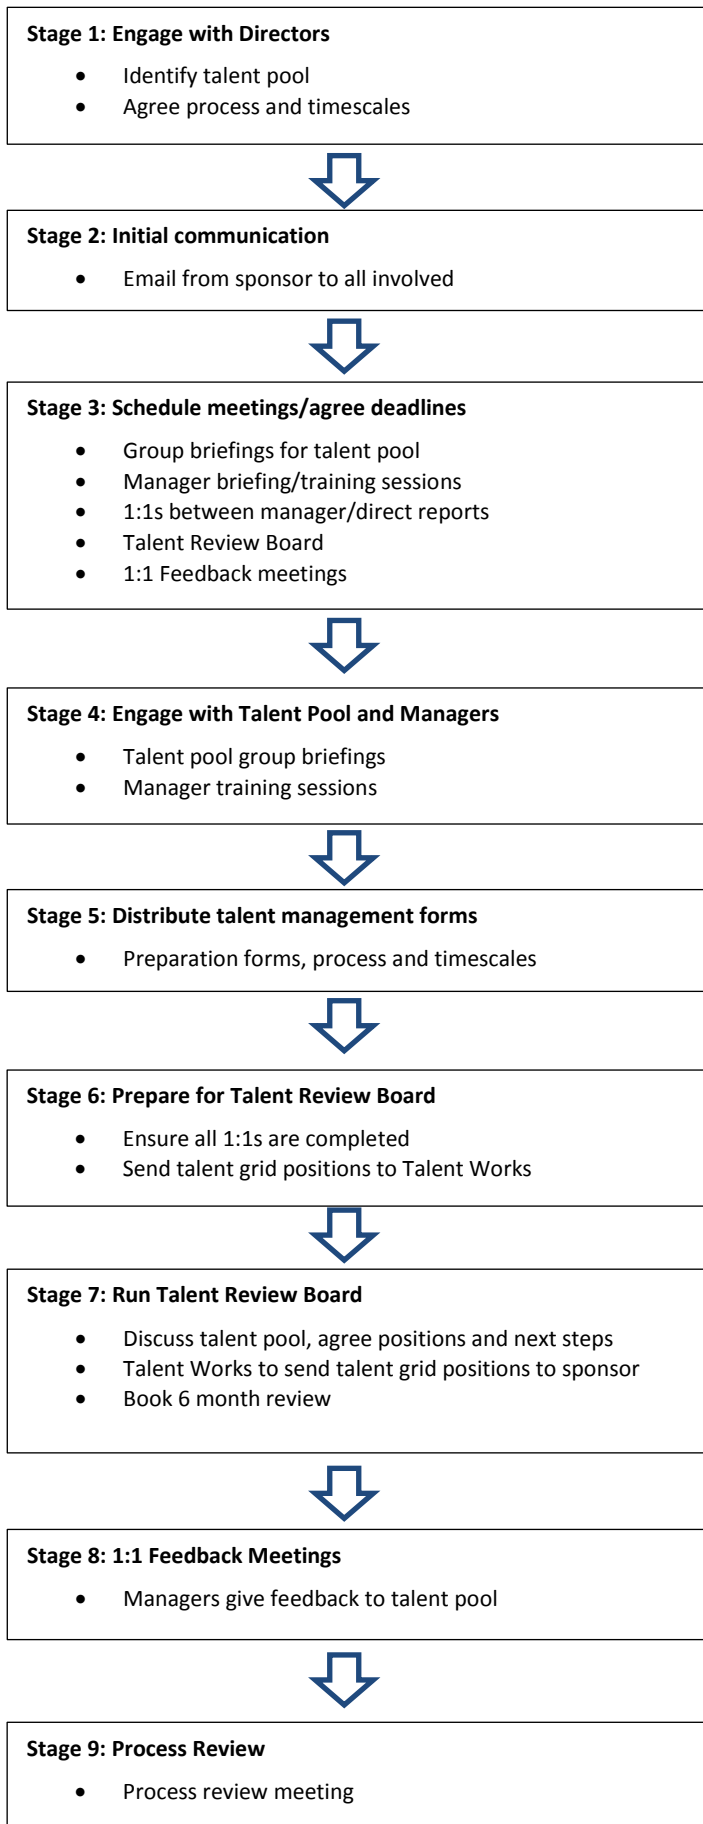 Stage 1: Engage with Directors
• Identify talent pool
• Agree process and timescales
Stage 2: Initial communication
• Email from sponsor to all involved
Stage 3: Schedule meetings/agree deadlines
• Group briefings for talent pool
• Manager briefing/training sessions
• 1:1s between manager/direct reports
• Talent Review Board
• 1:1 Feedback meetings
Stage 4: Engage with Talent Pool and Managers
• Talent pool group briefings
• Manager training sessions
Stage 5: Distribute talent management forms
• Preparation forms, process and timescales
Stage 6: Prepare for Talent Review Board
• Ensure all 1:1s are completed
• Send talent grid positions to Talent Works
Stage 7: Run Talent Review Board
• Discuss talent pool, agree positions and next steps
• Talent Works to send talent grid positions to sponsor
• Book 6 month review
Stage 8: 1:1 Feedback Meetings
• Managers give feedback to talent pool
Stage 9: Process Review
• Process review meeting